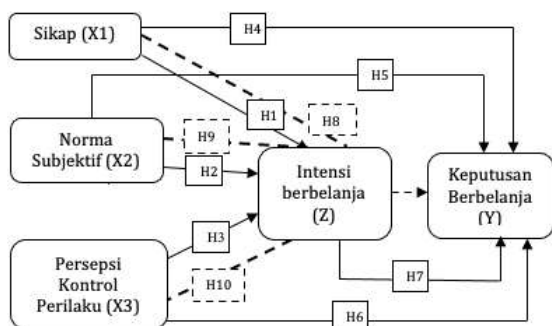 Sikap (X1)
H4
H5
H1
H8
Norma
Subjektif (X2)
H9
H2
Intensi
berbelanja
(Z)
Keputusan
Berbelanja
(Y)
H3
Persepsi
Kontrol
Perilaku (X3)
H10
H7
H6